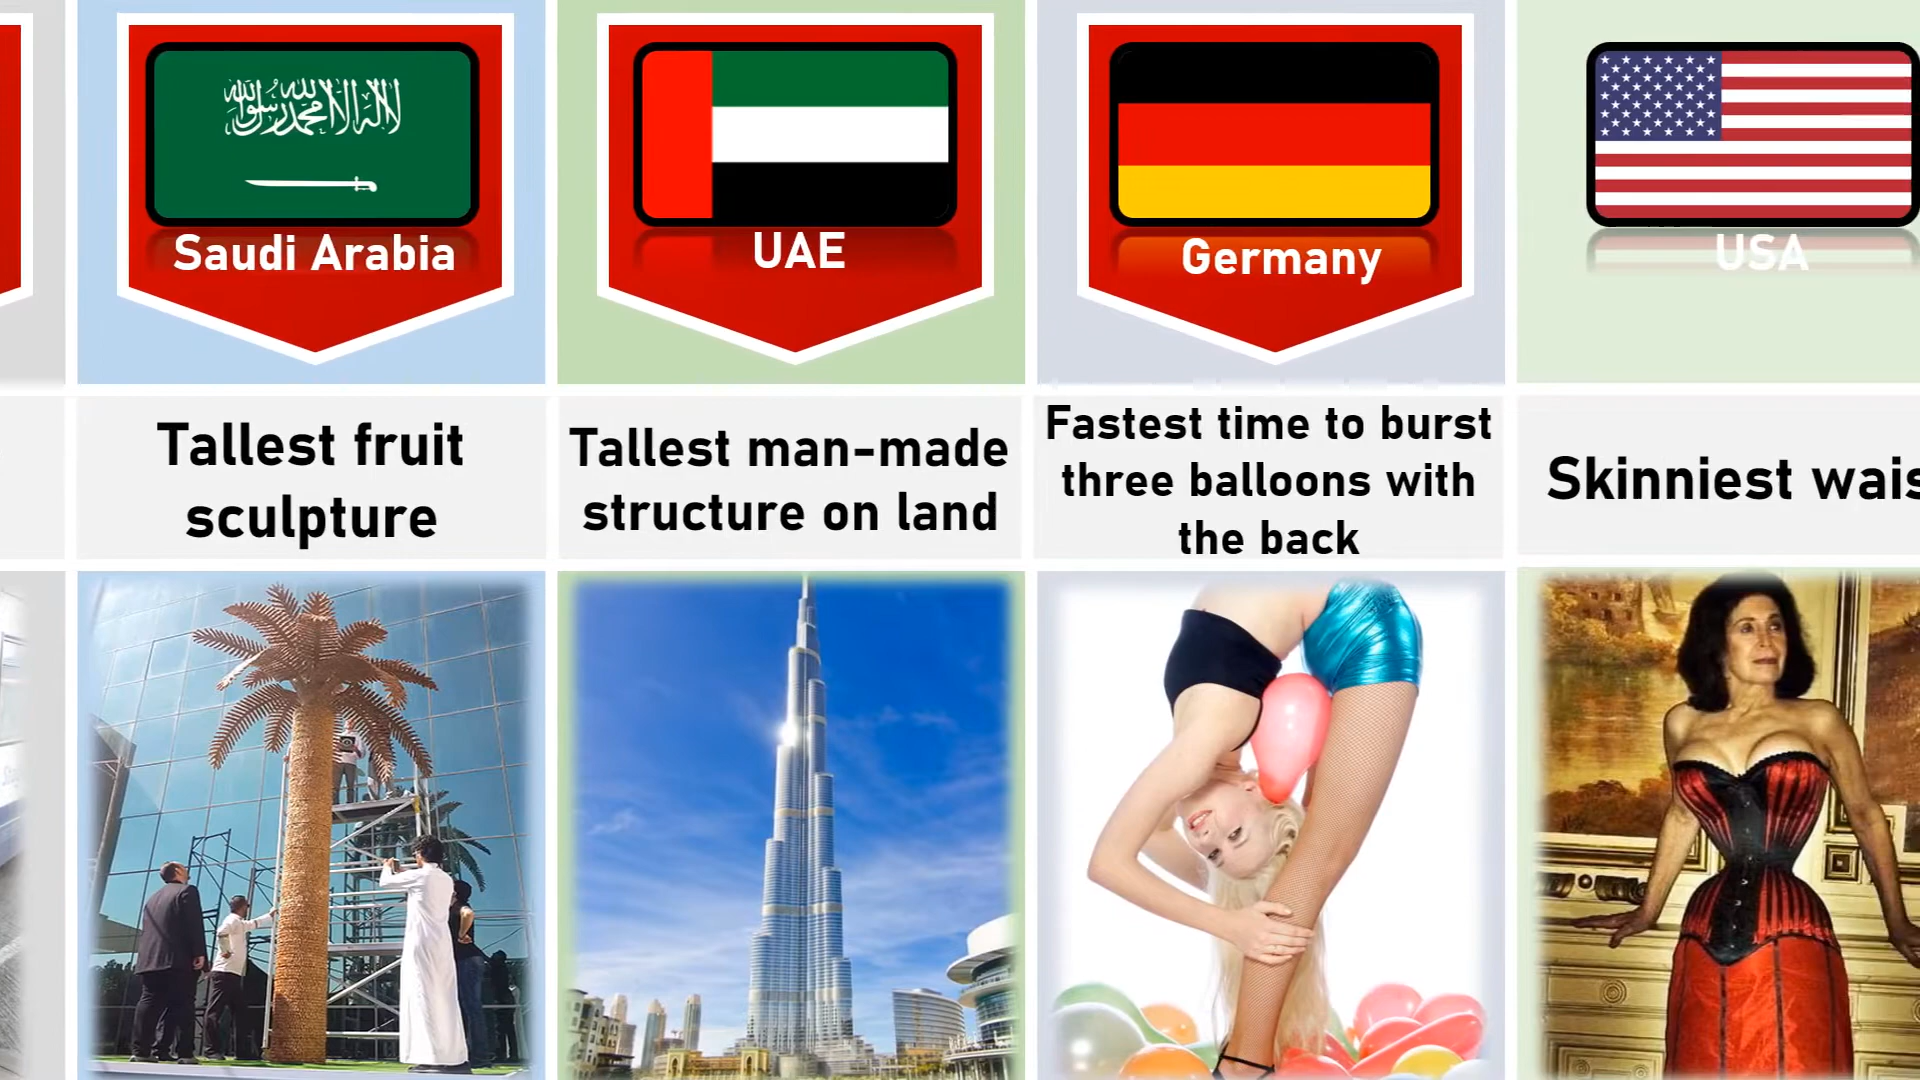 لا إله إلا الله محمد رسول الله
Saudi Arabia
UAE
Germany
USA
Tallest fruit
sculpture
Tallest man-made
structure on land
Fastest time to burst
three balloons with
the back
Skinniest wais